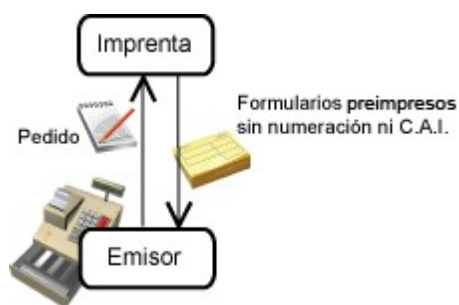 Imprenta
Formularios preimpresos
sin numeración ni C.A.I.
Pedido
Emisor